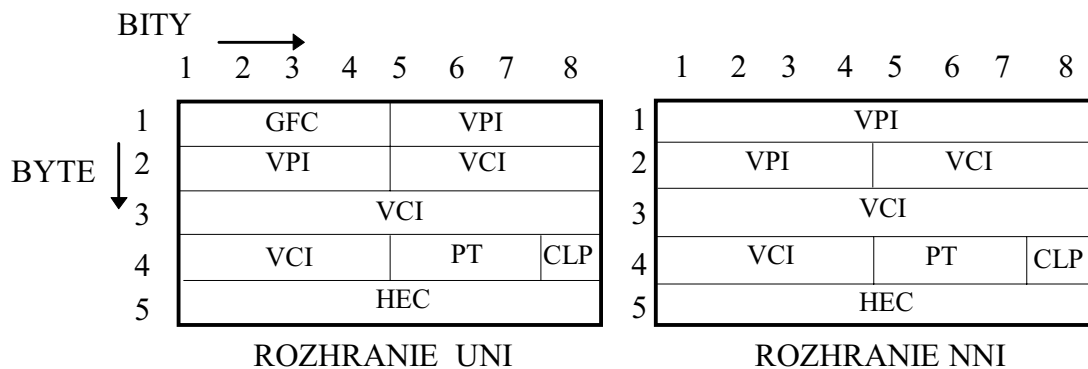 BITY
1 2 3 4 5 6 7 8 1 2 3 4 5 6 7 8
1 GFC VPI 1 VPI
BYTE 2 VPI VCI 2 VPI VCI
3 VCI 3 VCI
4 VCI PT CLP 4 VCI PT CLP
5 HEC 5 HEC
ROZHRANIE UNI ROZHRANIE NNI